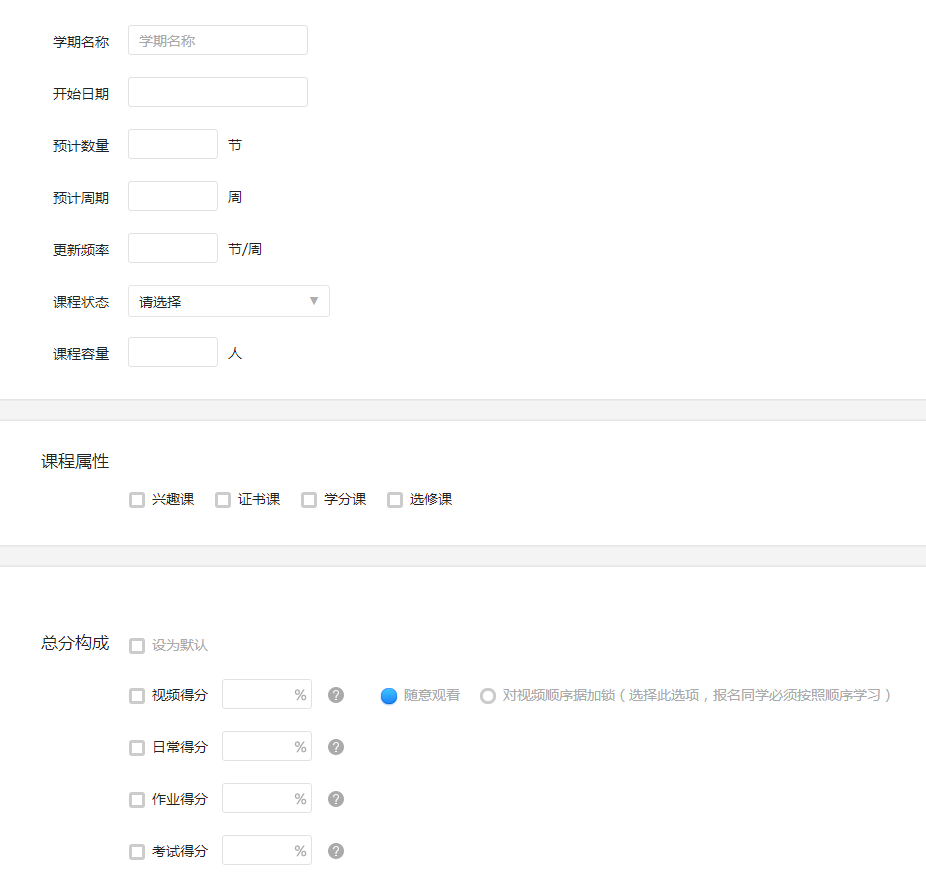 学期名称 学期名称
开始日期
预计数量 节
预计周期 周
更新频率 节/周
课程状态 请选择
课程容量 人
课程属性
兴趣课 证书课 学分课 选修课
总分构成 设为默认
视频得分 % ? 随意观看 对视频顺序据加锁（选择此选项，报名同学必须按照顺序学习）
日常得分 % ?
作业得分 % ?
考试得分 % ?